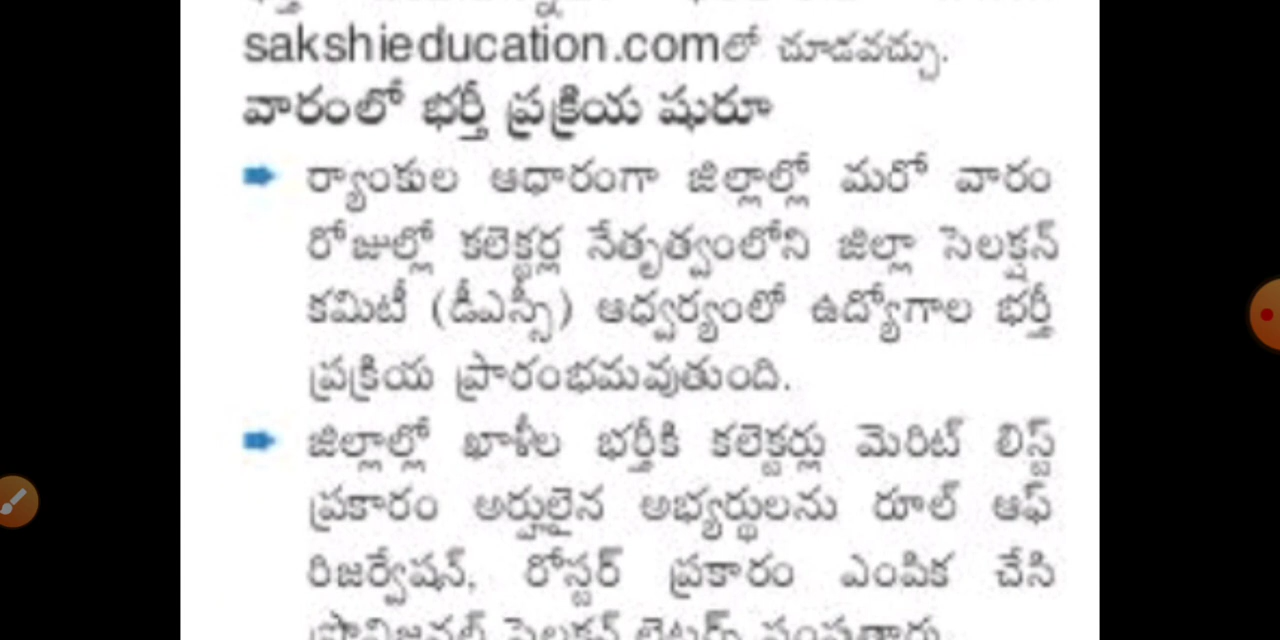 sakshieducation.comలో చూడవచ్చు.
వారంలో భర్తీ ప్రక్రియ షురూ
ర్యాంకుల ఆధారంగా జిల్లాల్లో మరో వారం
రోజుల్లో కలెక్టర్ల నేతృత్వంలోని జిల్లా సెలక్షన్
కమిటీ (డీఎస్సీ) ఆధ్వర్యంలో ఉద్యోగాల భర్తీ
ప్రక్రియ ప్రారంభమవుతుంది.
జిల్లాల్లో ఖాళీల భర్తీకి కలెక్టర్లు మెరిట్ లిస్ట్
ప్రకారం అర్హులైన అభ్యర్థులను రూల్ ఆఫ్
రిజర్వేషన్, రోస్టర్ ప్రకారం ఎంపిక చేసి